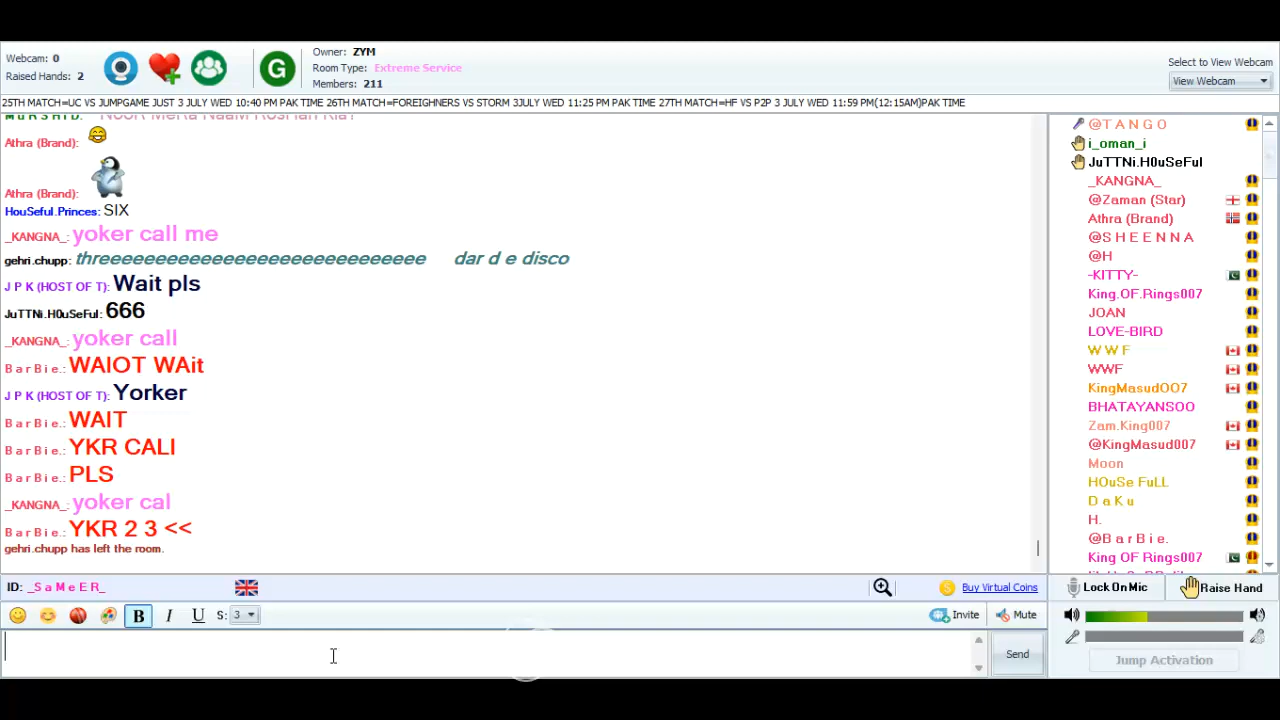 Webcam: 0
Raised Hands: 2
G
Owner: ZYM
Room Type: Extreme Service
Members: 211
Select to View Webcam
View Webcam
25TH MATCH=UC VS JUMPGAME JUST 3 JULY WED 10:40 PM PAK TIME 26TH MATCH=FOREIGHNERS VS STORM 3JULY WED 11:25 PM PAK TIME 27TH MATCH=HF VS P2P 3 JULY WED 11:59 PM(12:15AM)PAK TIME
Athra (Brand):
Athra (Brand):
HouSeful.Princes: SIX
_KANGNA_: yoker call me
gehri.chupp: threeeeeeeeeeeeeeeeeeeeeeeeeeeee dar d e disco
J P K (HOST OF T): Wait pls
JuTTNi.H0uSeFul: 666
_KANGNA_: yoker call
B a r B i e .: WAIOT WAit
J P K (HOST OF T): Yorker
B a r B i e .: WAIT
B a r B i e .: YKR CALI
B a r B i e .: PLS
_KANGNA_: yoker cal
B a r B i e .: YKR 2 3 <<
gehri.chupp has left the room.
@T A N G O
i_oman_i
JuTTNi.H0uSeFul
_KANGNA_
@Zaman (Star)
Athra (Brand)
@S H E E N N A
@H
-KITTY-
King.OF.Rings007
JOAN
LOVE-BIRD
W W F
WWF
KingMasudOO7
BHATAYANSOO
Zam.King007
@KingMasud007
Moon
HOuSe FuLL
D a K u
H.
@B a r B i e.
King OF Rings007
ID: _S a M e E R_
Buy Virtual Coins
Lock On Mic
Raise Hand
B I U S: 3
Invite
Mute
Send
Jump Activation